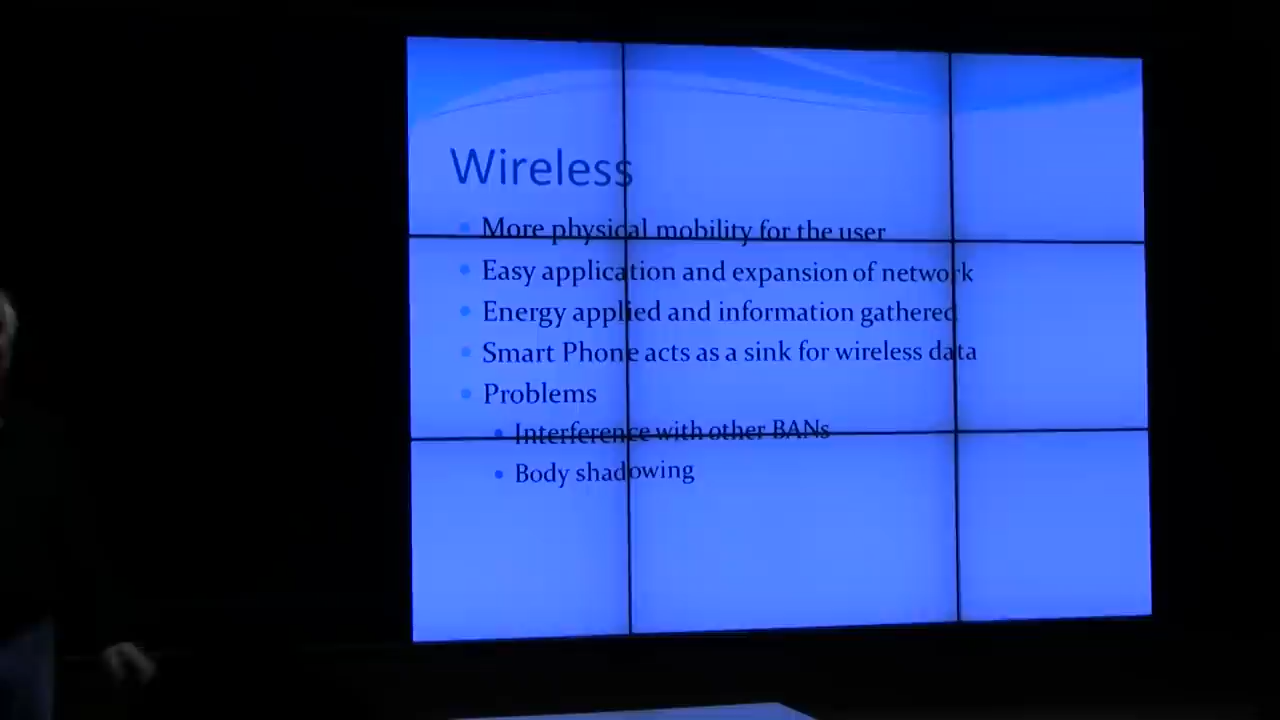 Wireless
More physical mobility for the user
Easy application and expansion of network
Energy applied and information gathered
Smart Phone acts as a sink for wireless data
Problems
Interference with other BANs
Body shadowing